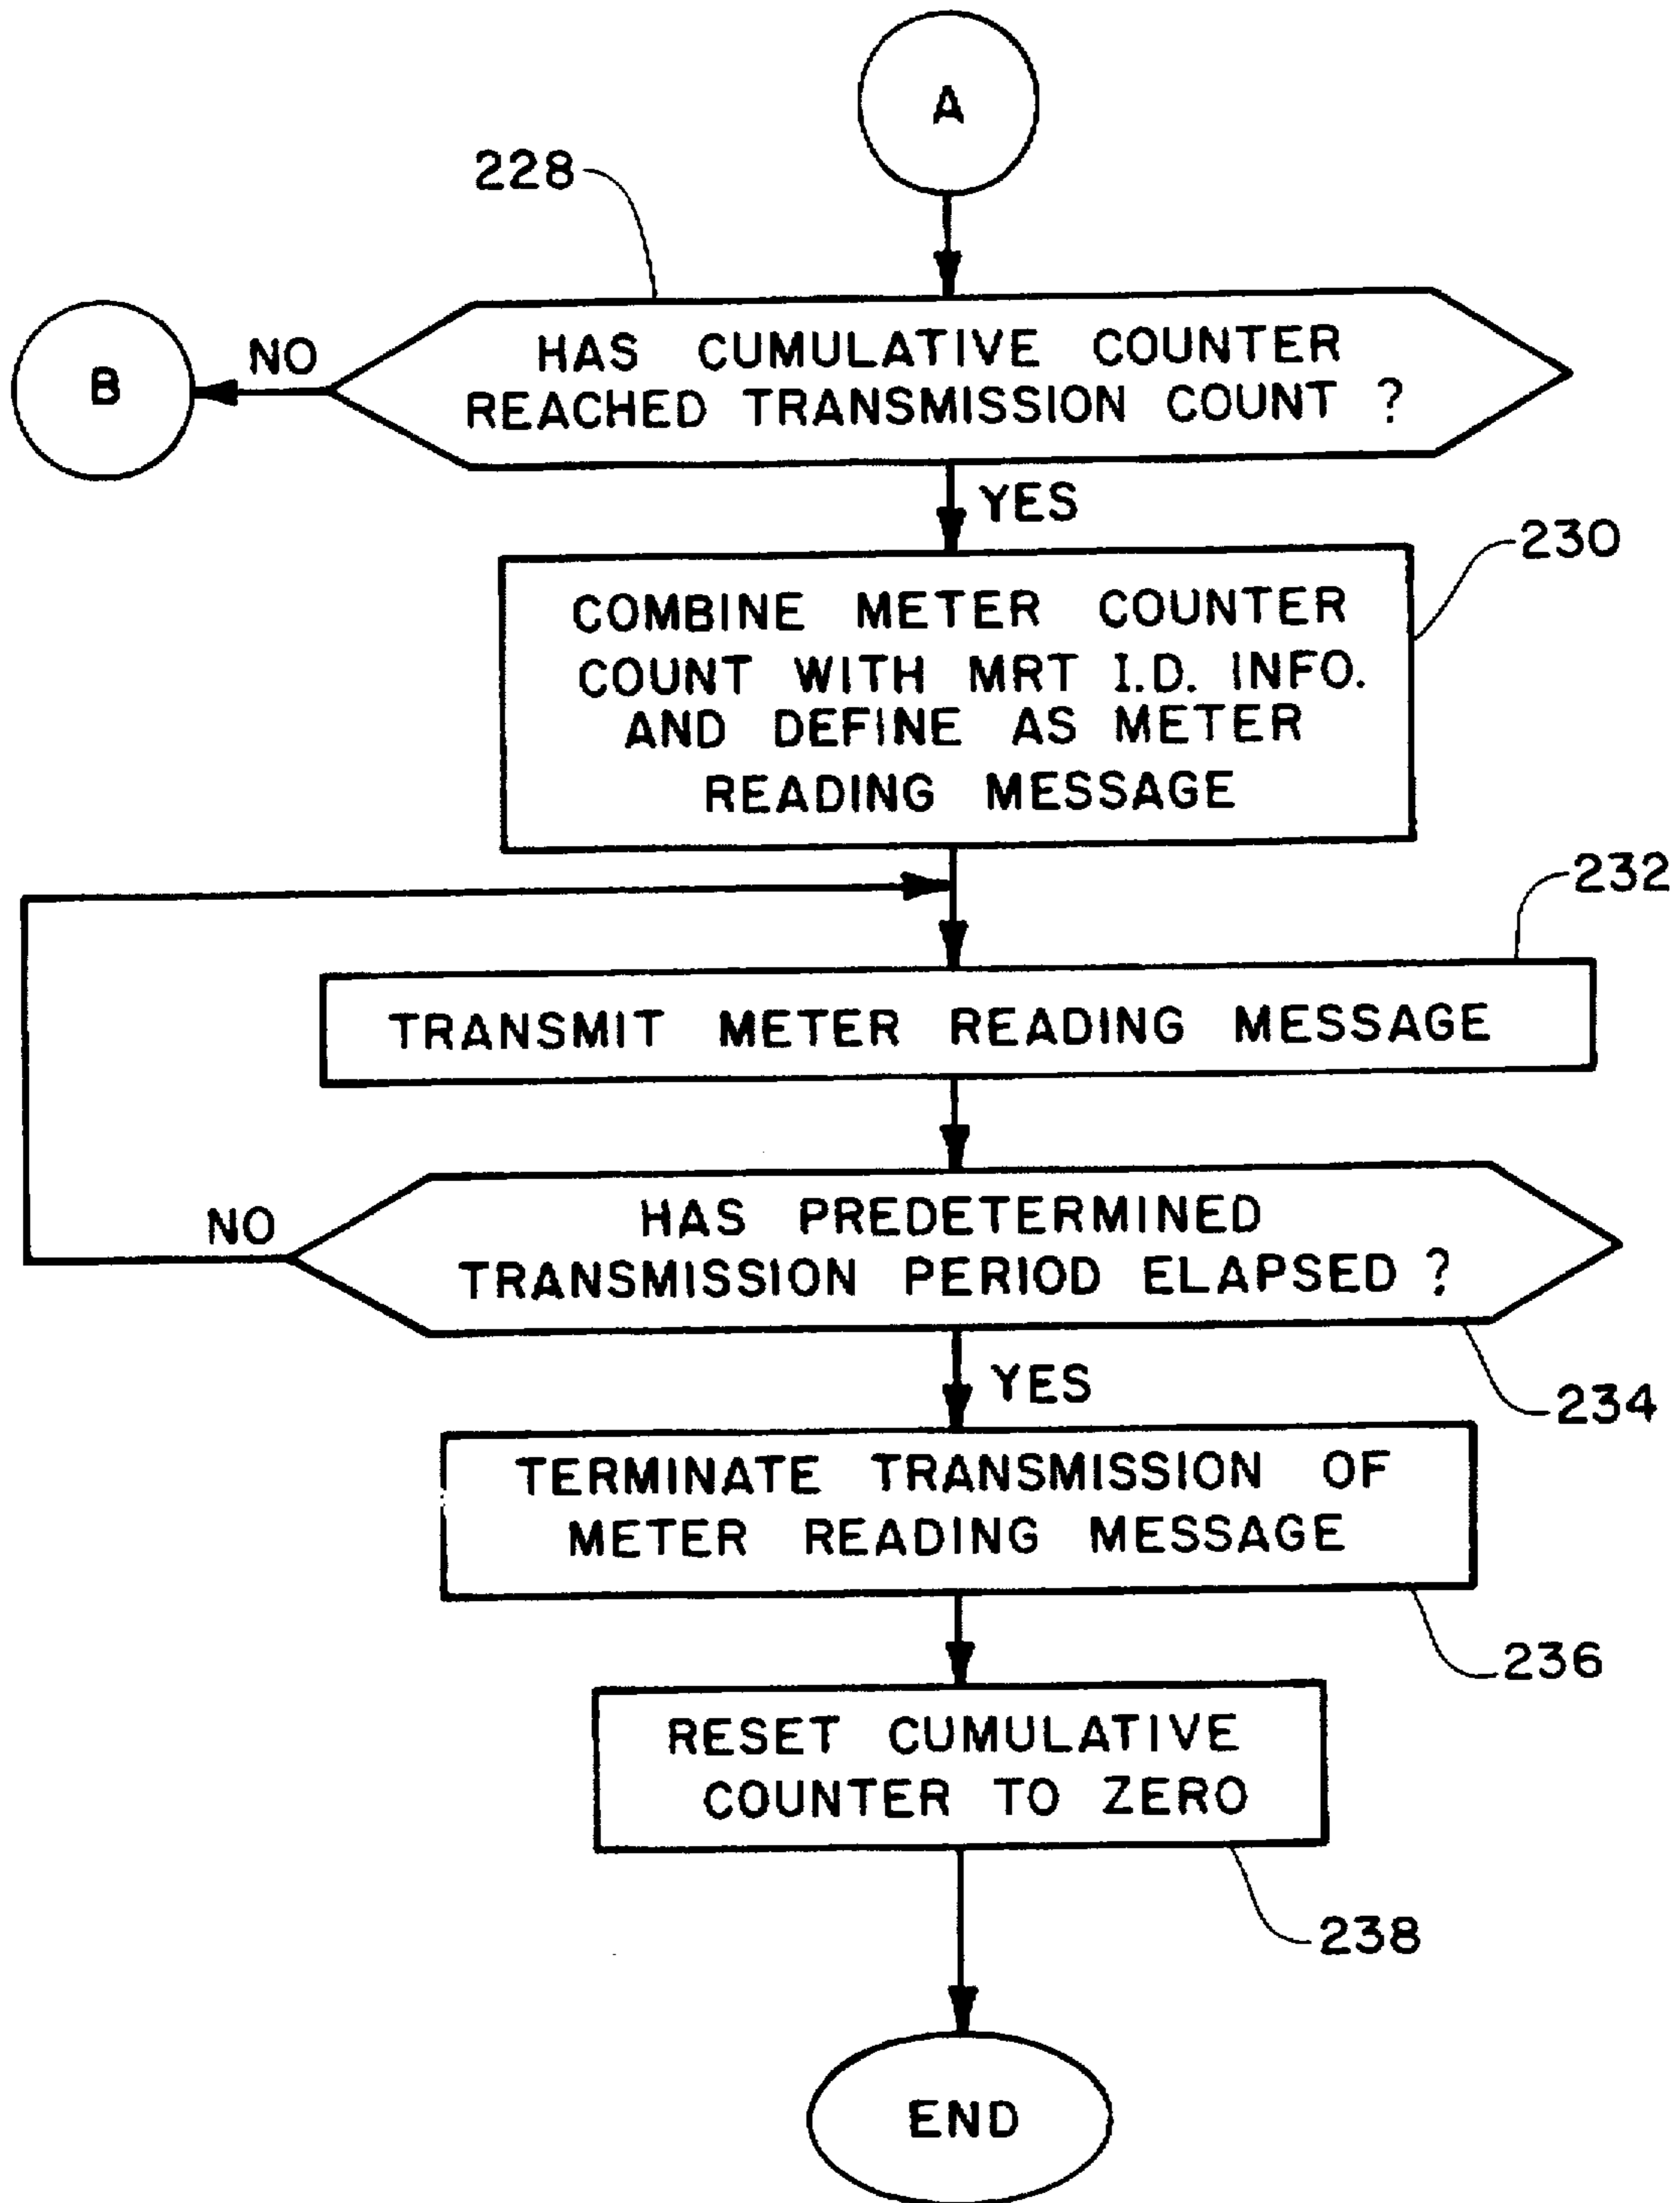 A
228
HAS CUMULATIVE COUNTER
REACHED TRANSMISSION COUNT ?
NO
B
YES
230
COMBINE METER COUNTER
COUNT WITH MRT I.D. INFO.
AND DEFINE AS METER
READING MESSAGE
232
TRANSMIT METER READING MESSAGE
HAS PREDETERMINED
TRANSMISSION PERIOD ELAPSED ?
NO
YES
234
TERMINATE TRANSMISSION OF
METER READING MESSAGE
236
RESET CUMULATIVE
COUNTER TO ZERO
238
END